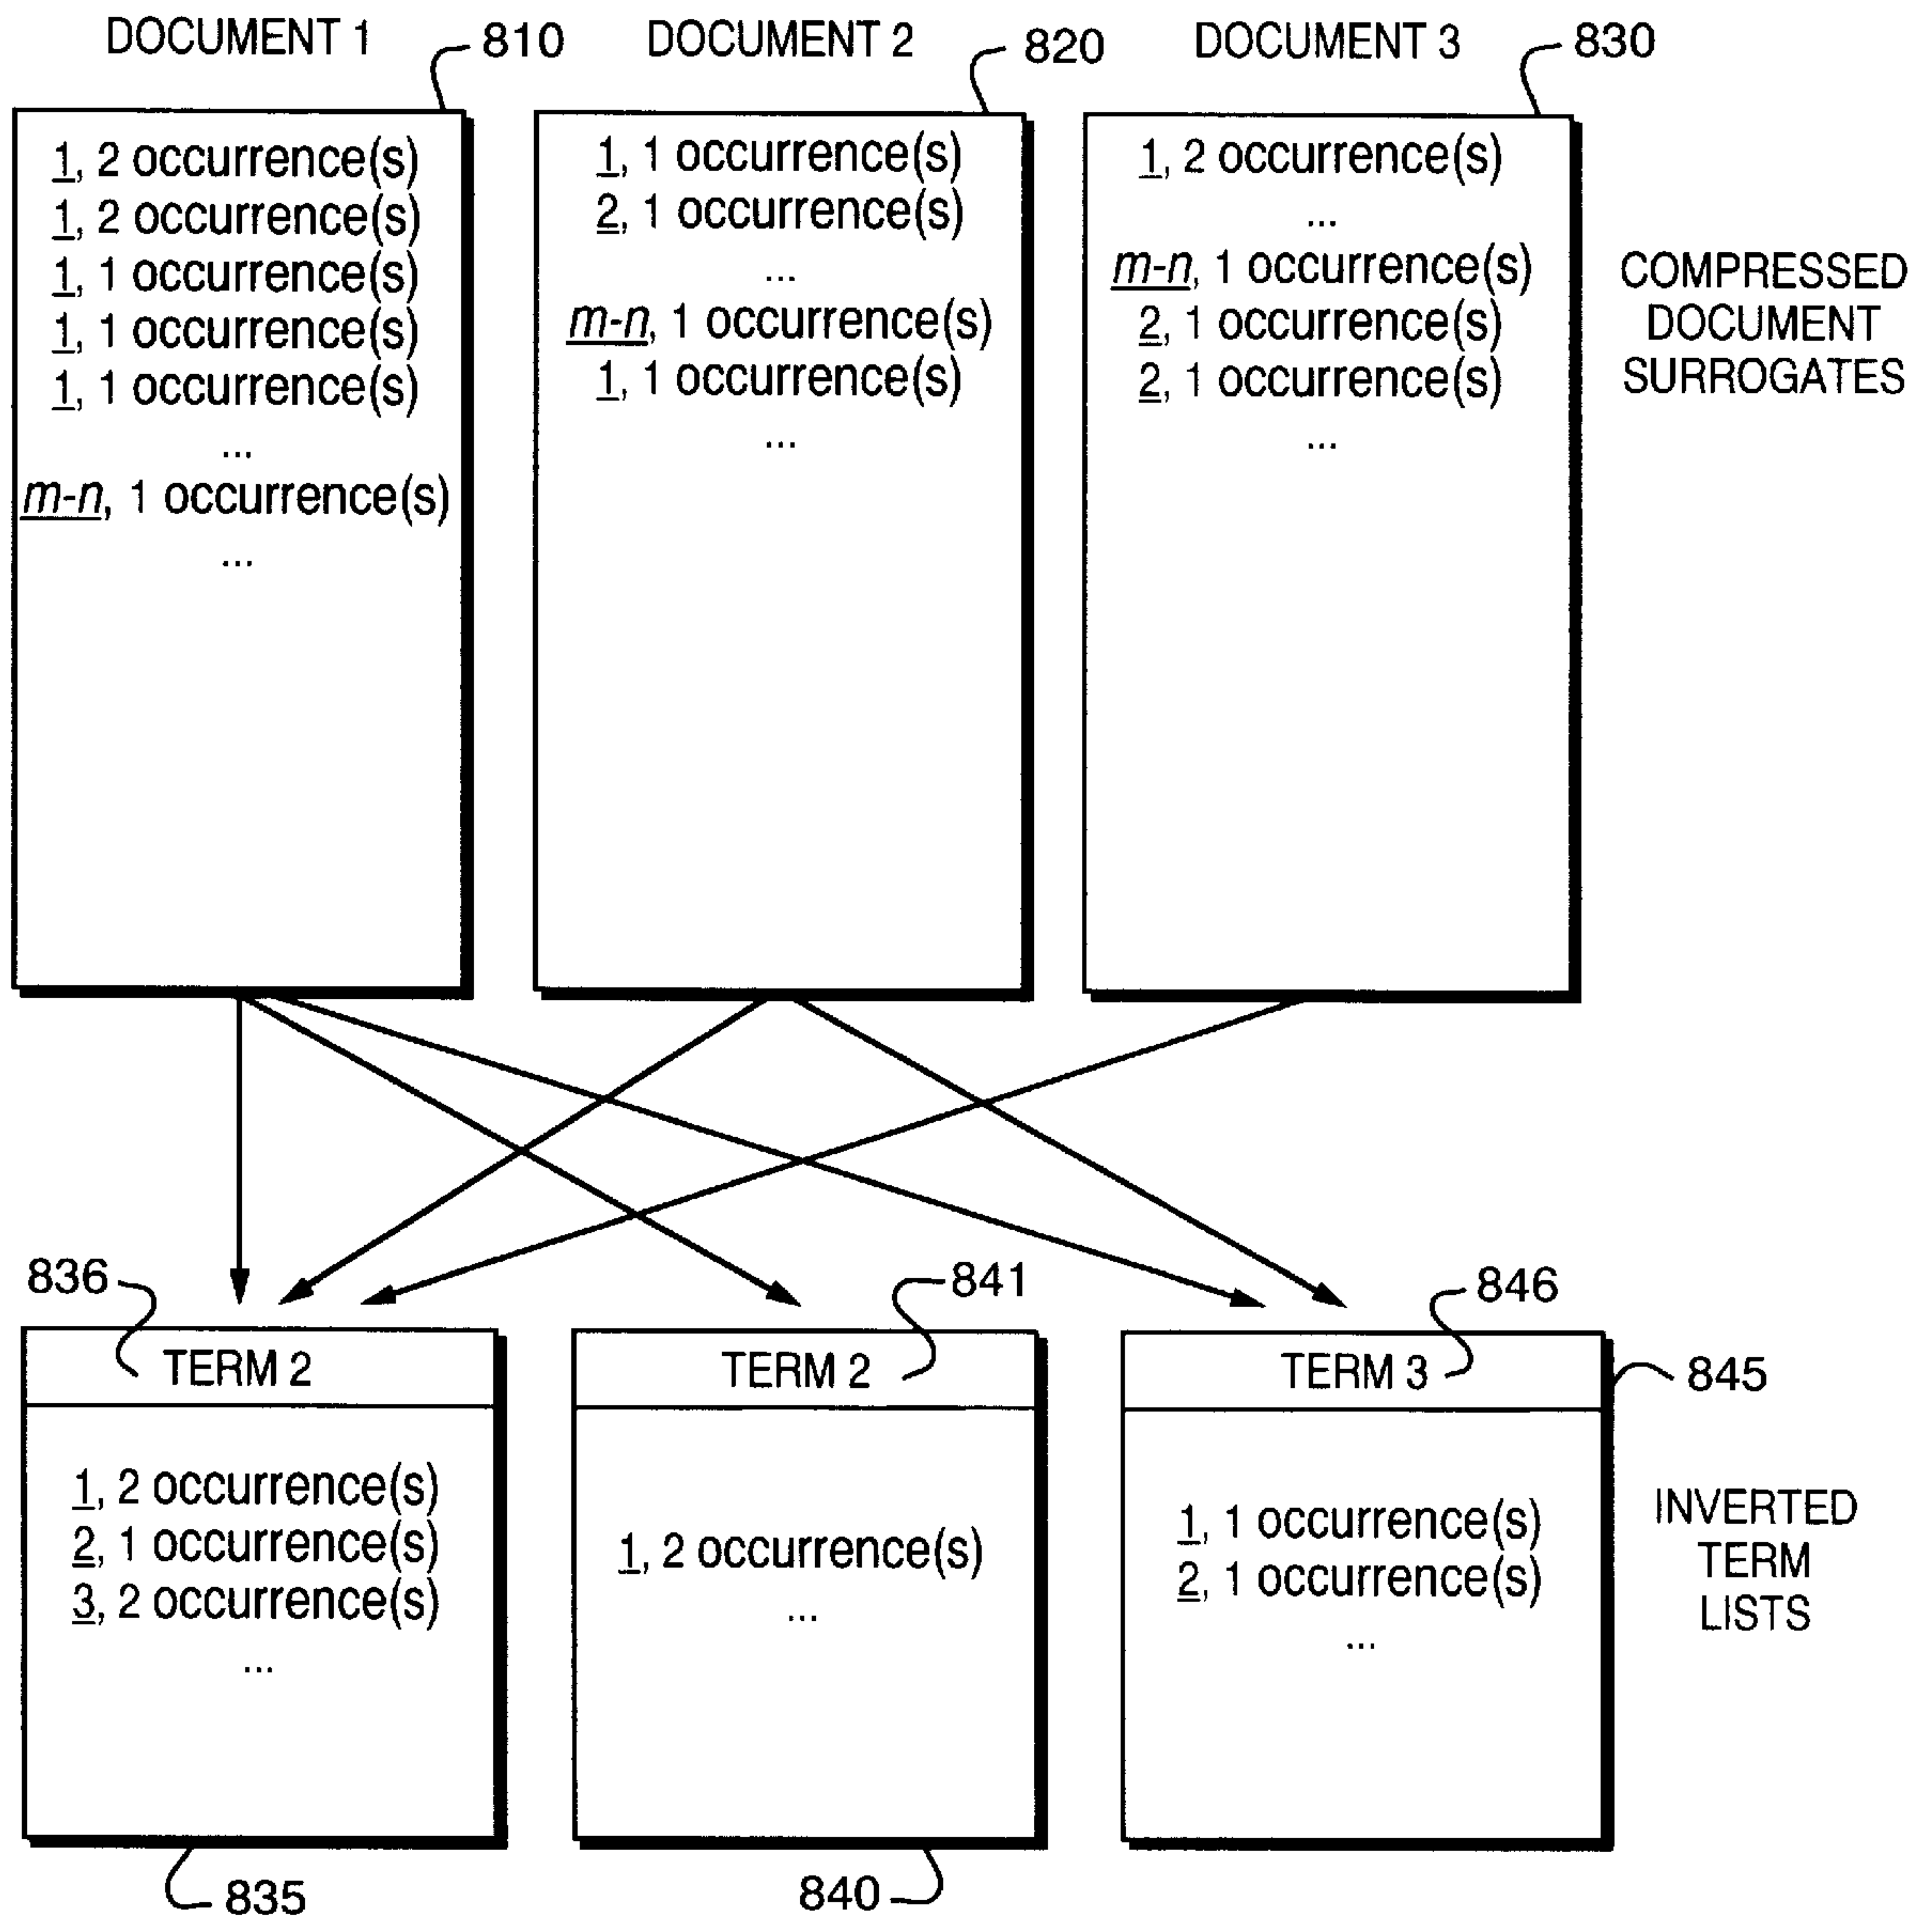 DOCUMENT 1
810
DOCUMENT 2
820
DOCUMENT 3
830
1, 2 occurrence(s)
1, 2 occurrence(s)
1, 1 occurrence(s)
1, 1 occurrence(s)
1, 1 occurrence(s)
...
m-n, 1 occurrence(s)
...
1, 1 occurrence(s)
2, 1 occurrence(s)
...
m-n, 1 occurrence(s)
1, 1 occurrence(s)
...
1, 2 occurrence(s)
...
m-n, 1 occurrence(s)
2, 1 occurrence(s)
2, 1 occurrence(s)
...
COMPRESSED
DOCUMENT
SURROGATES
836
TERM 2
1, 2 occurrence(s)
2, 1 occurrence(s)
3, 2 occurrence(s)
...
835
841
TERM 2
1, 2 occurrence(s)
...
840
846
TERM 3
845
1, 1 occurrence(s)
2, 1 occurrence(s)
...
INVERTED
TERM
LISTS